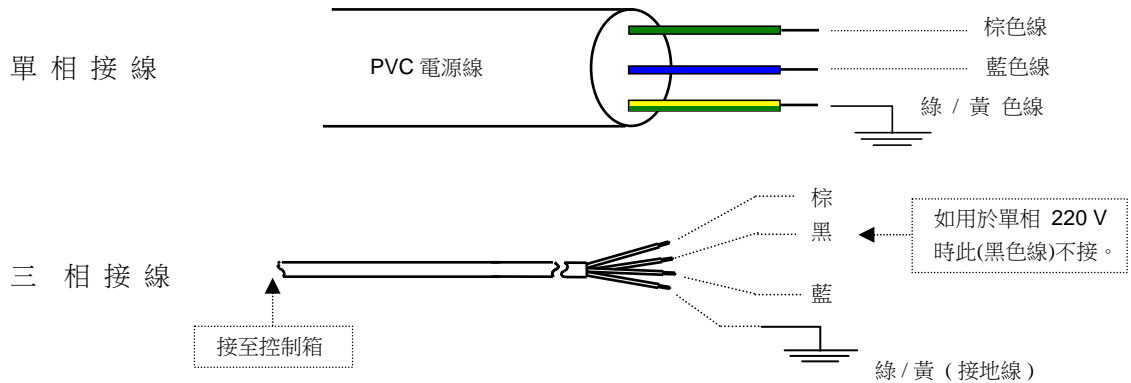 單 相 接 線
PVC 電源線
棕色線
藍色線
綠 / 黃 色線
三 相 接 線
接至控制箱
棕
黑
藍
綠 / 黃 ( 接地線 )
如用於單相 220 V
時此(黑色線)不接。